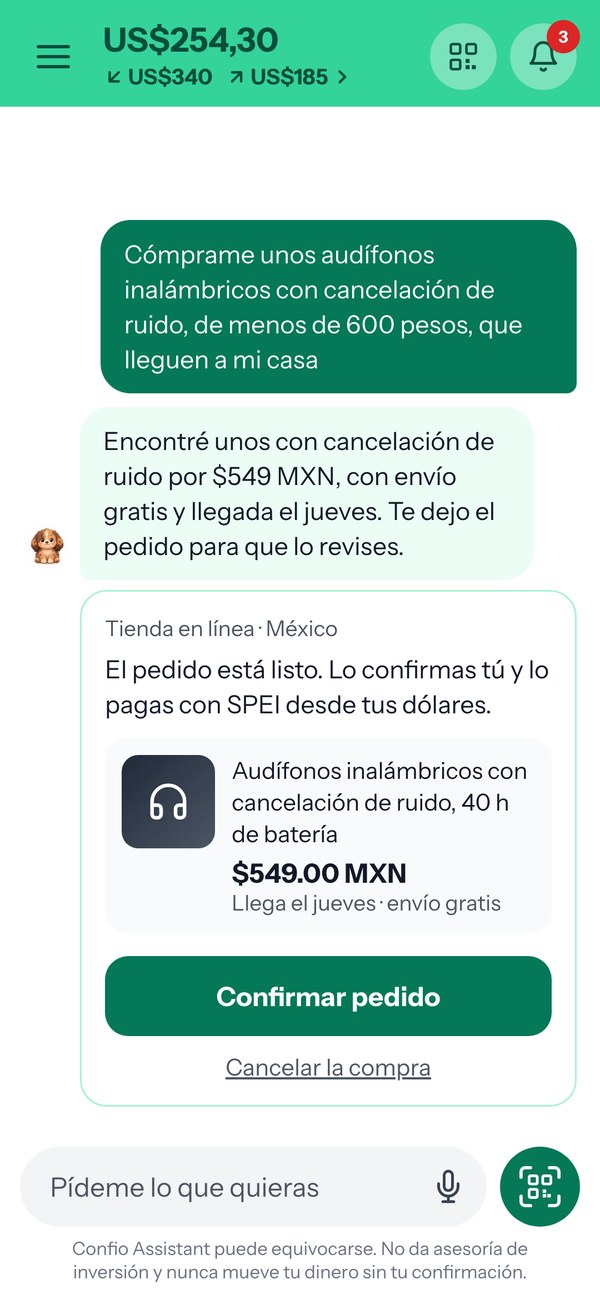 US$254,30
↙ US$340 ↗ US$185 >
3
Cómprame unos audífonos
inalámbricos con cancelación de
ruido, de menos de 600 pesos, que
lleguen a mi casa
Encontré unos con cancelación de
ruido por $549 MXN, con envío
gratis y llegada el jueves. Te dejo el
pedido para que lo revises.
Tienda en línea · México
El pedido está listo. Lo confirmas tú y lo
pagas con SPEI desde tus dólares.
Audífonos inalámbricos con
cancelación de ruido, 40 h
de batería
$549.00 MXN
Llega el jueves · envío gratis
Confirmar pedido
Cancelar la compra
Pídeme lo que quieras
Confio Assistant puede equivocarse. No da asesoría de
inversión y nunca mueve tu dinero sin tu confirmación.